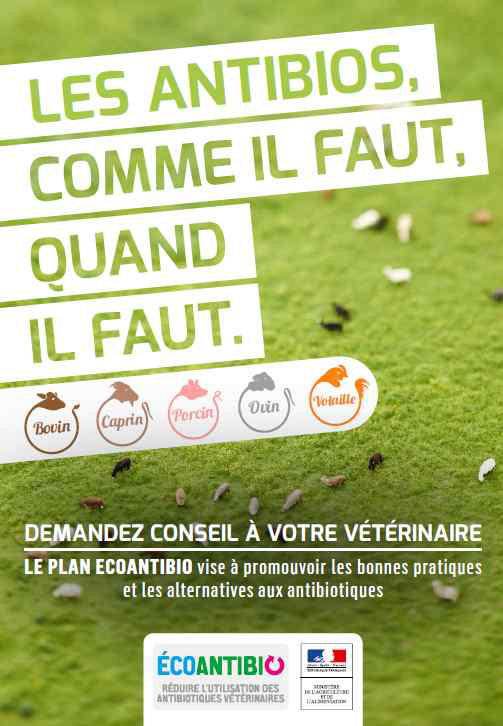 LES ANTIBIOS,
COMME IL FAUT,
QUAND
IL FAUT.
Bovin
Caprin
Porcin
Ovin
Volaille
DEMANDEZ CONSEIL À VOTRE VÉTÉRINAIRE
LE PLAN ECOANTIBIO vise à promouvoir les bonnes pratiques
et les alternatives aux antibiotiques
ÉCOANTIBIO
RÉDUIRE L'UTILISATION DES
ANTIBIOTIQUES VÉTÉRINAIRES
MINISTÈRE
DE L'AGRICULTURE
ET DE
L'ALIMENTATION